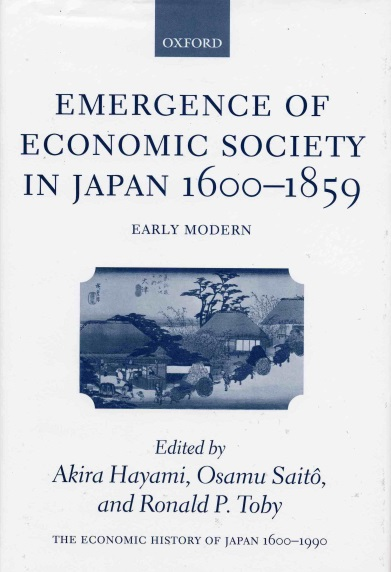 OXFORD
EMERGENCE OF
ECONOMIC SOCIETY
IN JAPAN 1600–1859
EARLY MODERN
Edited by
Akira Hayami, Osamu Saitô,
and Ronald P. Toby
THE ECONOMIC HISTORY OF JAPAN 1600–1990